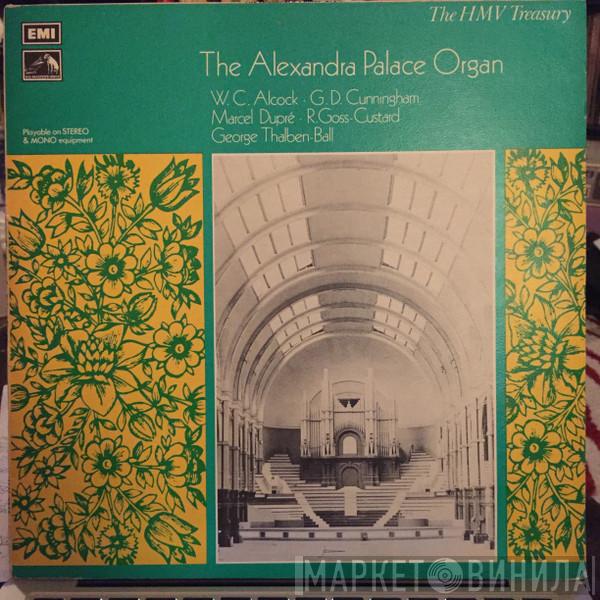 The HMV Treasury
EMI
The Alexandra Palace Organ
W. C. Alcock · G. D. Cunningham
Marcel Dupré · R. Goss-Custard
George Thalben-Ball
Playable on STEREO
& MONO equipment
МАРКЕТ ВИНИЛА